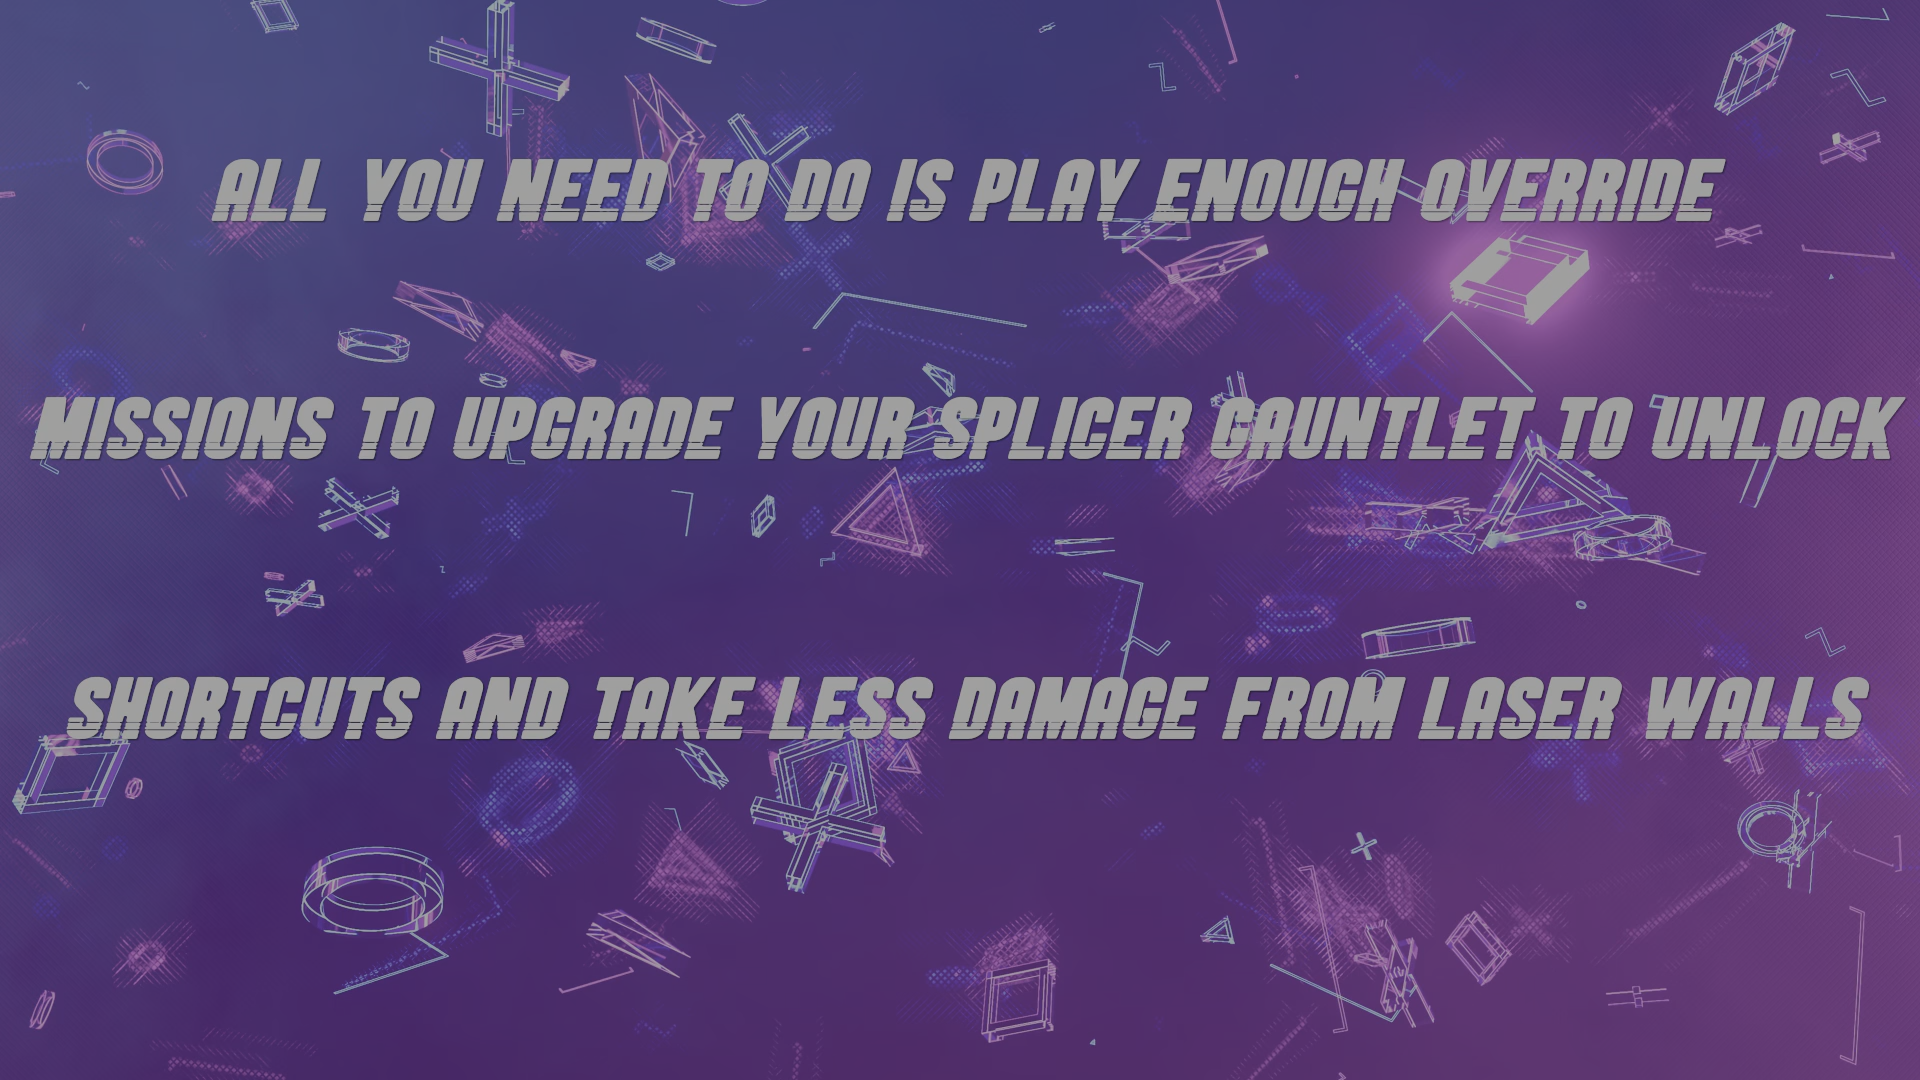 ALL YOU NEED TO DO IS PLAY ENOUGH OVERRIDE
MISSIONS TO UPGRADE YOUR SPLICER GAUNTLET TO UNLOCK
SHORTCUTS AND TAKE LESS DAMAGE FROM LASER WALLS